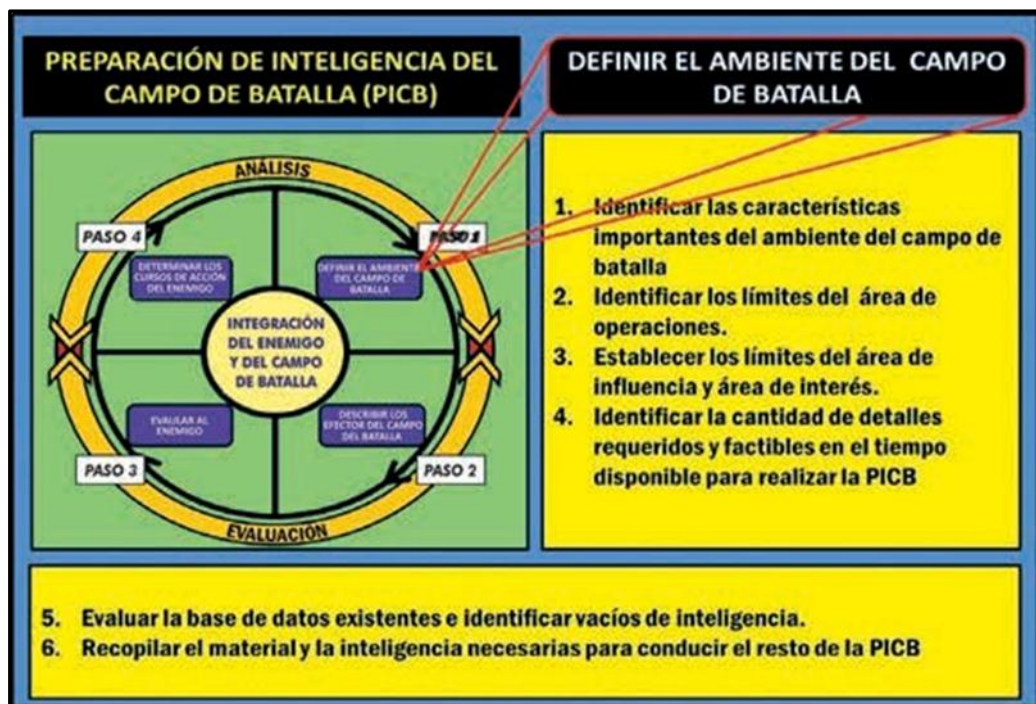 PREPARACIÓN DE INTELIGENCIA DEL
CAMPO DE BATALLA (PICB)
DEFINIR EL AMBIENTE DEL CAMPO
DE BATALLA
ANÁLISIS
PASO 4
PASO 1
DETERMINAR LOS
CURSOS DE ACCIÓN
DEL ENEMIGO
DEFINIR EL AMBIENTE
DEL CAMPO DE
BATALLA
INTEGRACIÓN
DEL ENEMIGO
Y DEL CAMPO
DE BATALLA
EVAULAR AL
ENEMIGO
DESCRIBIR LOS
EFECTOR DEL CAMPO
DEL BATALLA
PASO 3
PASO 2
EVALUACIÓN
1. Identificar las características
importantes del ambiente del campo de
batalla
2. Identificar los límites del área de
operaciones.
3. Establecer los límites del área de
influencia y área de interés.
4. Identificar la cantidad de detalles
requeridos y factibles en el tiempo
disponible para realizar la PICB
5. Evaluar la base de datos existentes e identificar vacíos de inteligencia.
6. Recopilar el material y la inteligencia necesarias para conducir el resto de la PICB